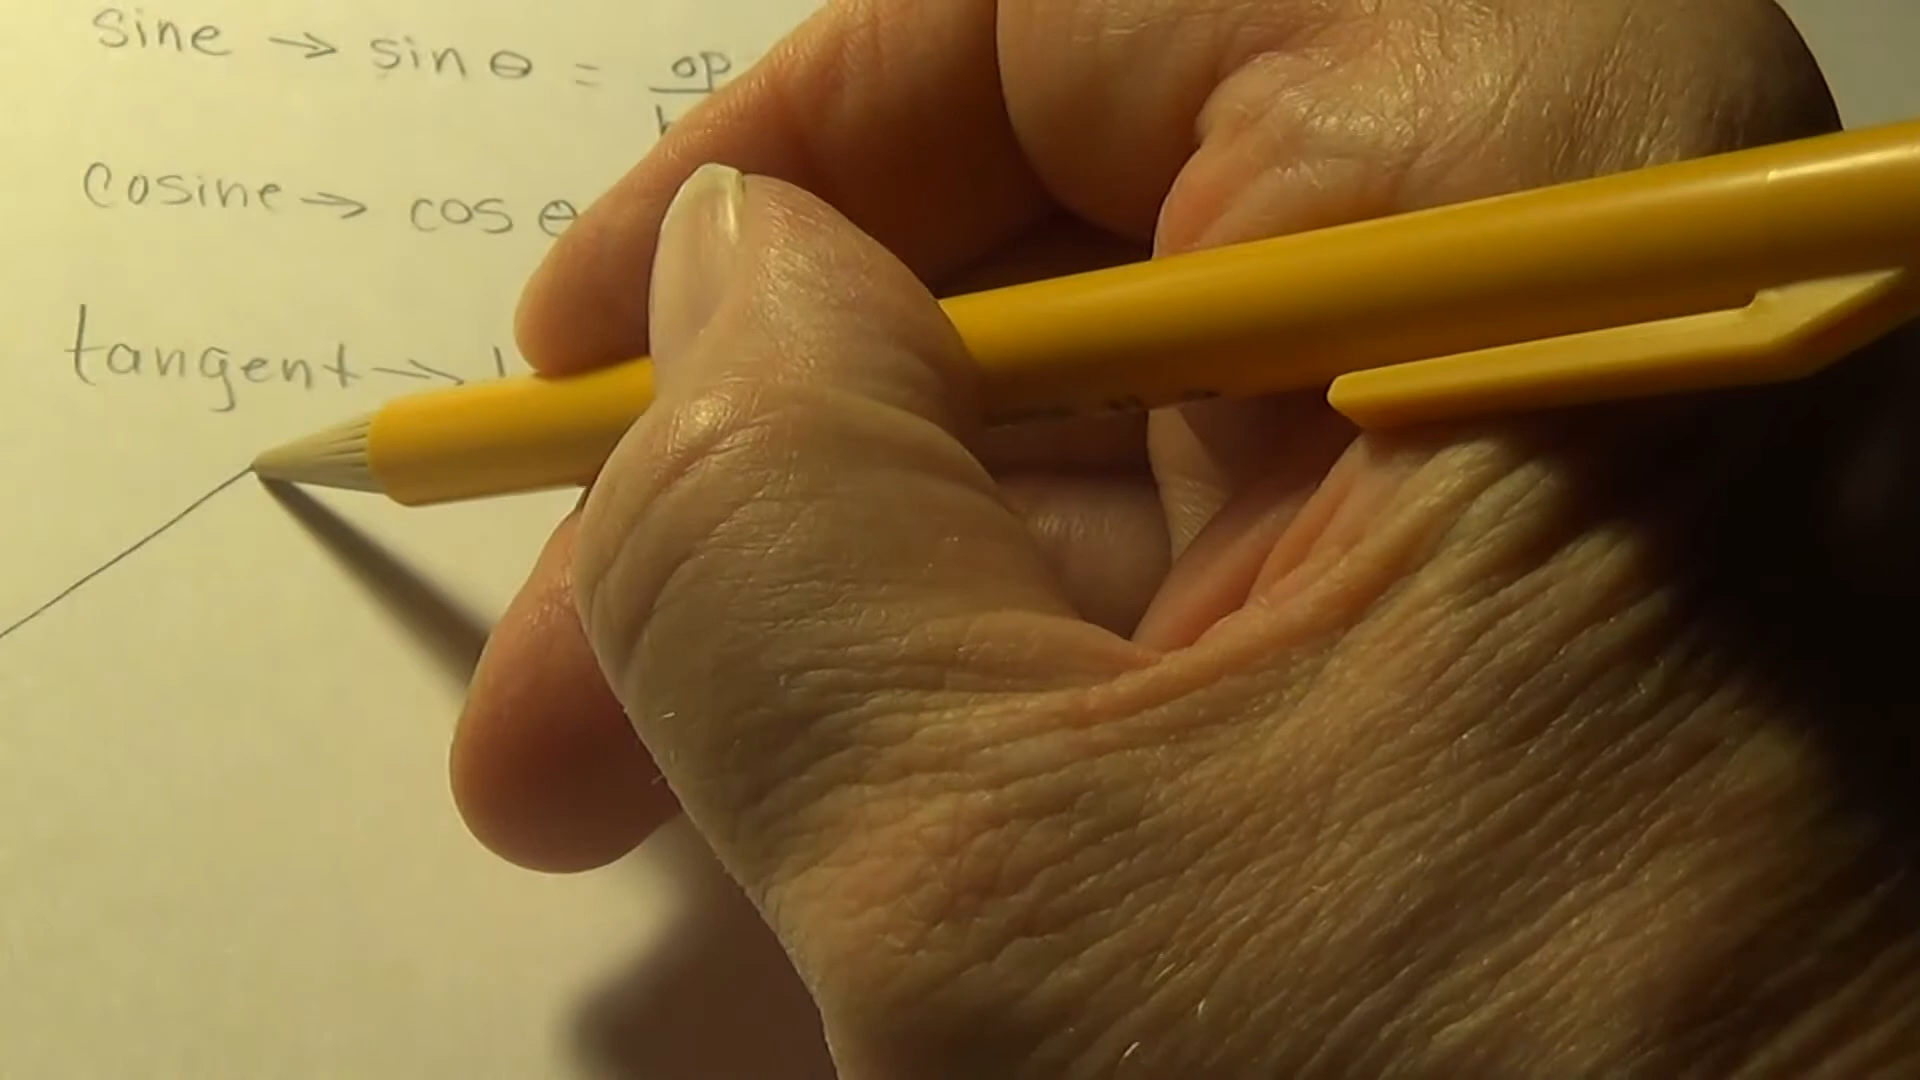 sine → sin θ = op
cosine → cos θ
tangent →